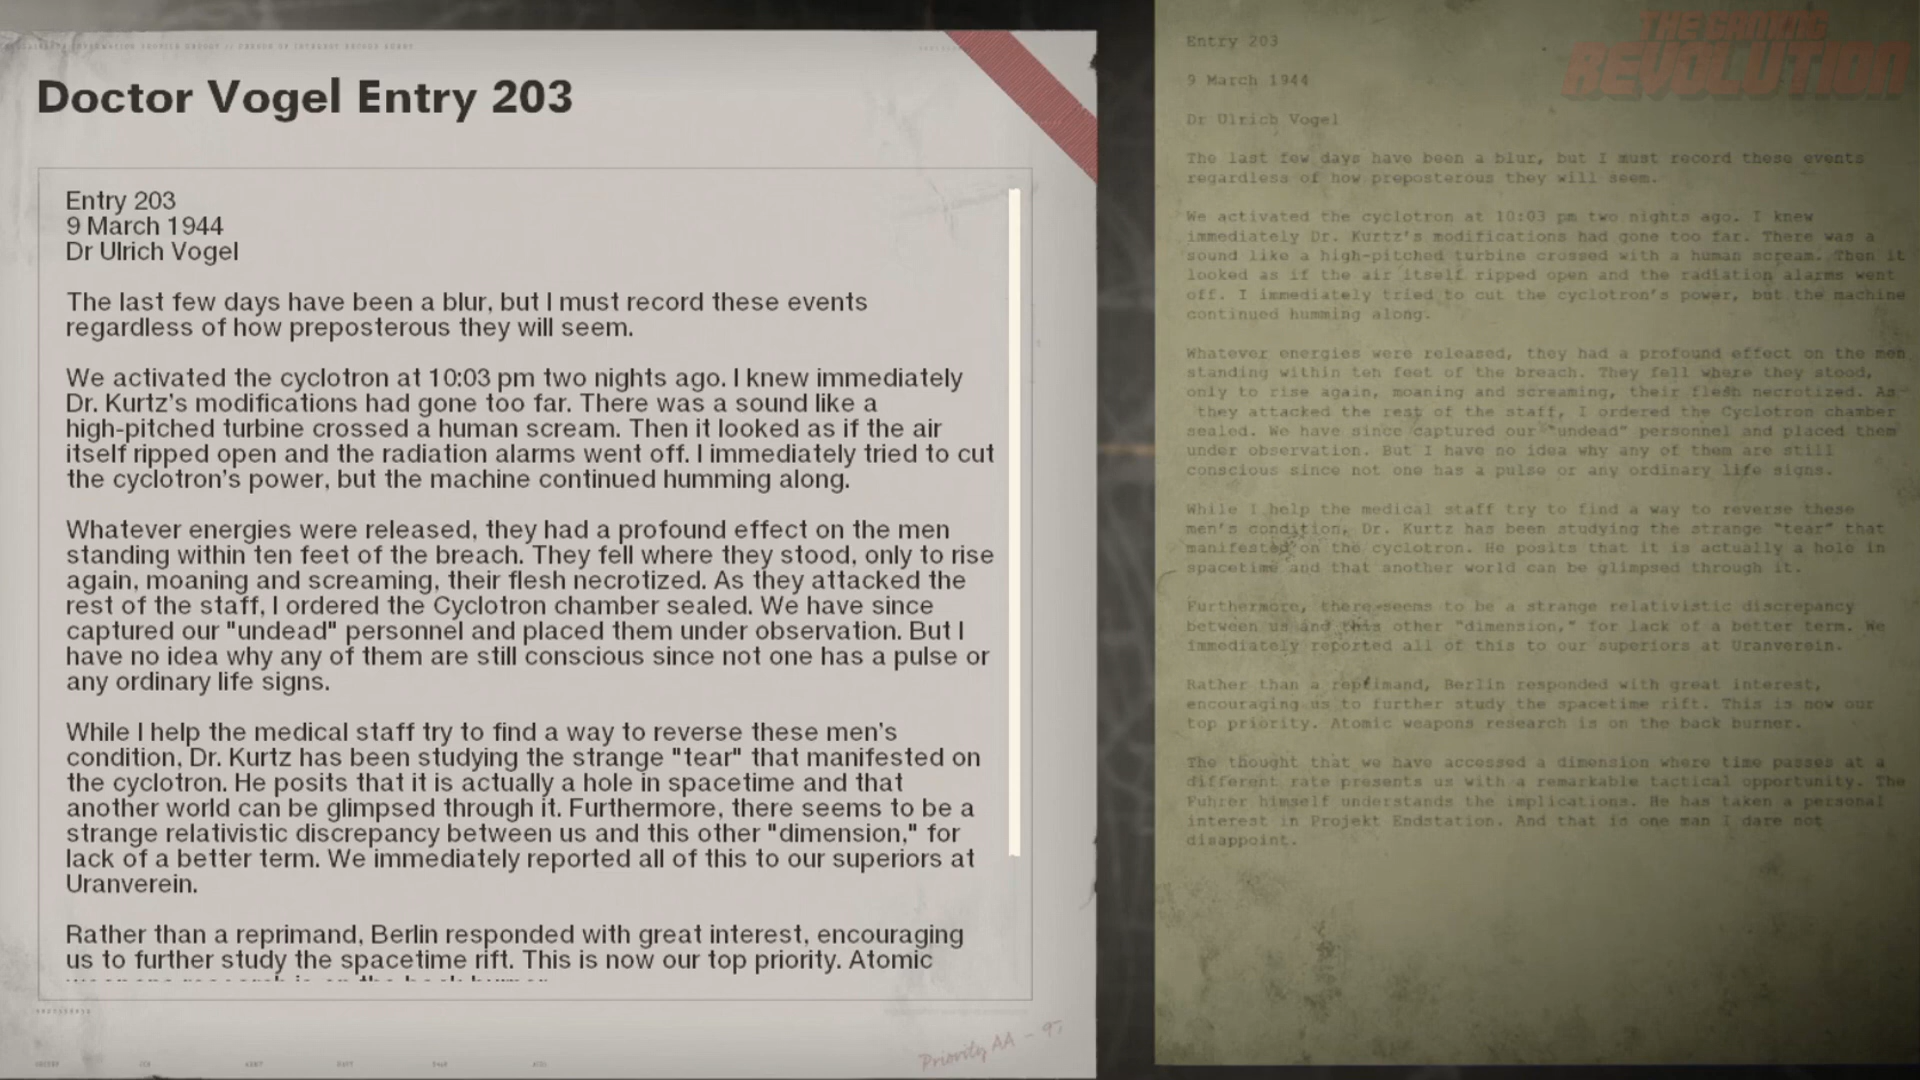 Doctor Vogel Entry 203
Entry 203
9 March 1944
Dr Ulrich Vogel
The last few days have been a blur, but I must record these events
regardless of how preposterous they will seem.
We activated the cyclotron at 10:03 pm two nights ago. I knew immediately
Dr. Kurtz's modifications had gone too far. There was a sound like a
high-pitched turbine crossed a human scream. Then it looked as if the air
itself ripped open and the radiation alarms went off. I immediately tried to cut
the cyclotron's power, but the machine continued humming along.
Whatever energies were released, they had a profound effect on the men
standing within ten feet of the breach. They fell where they stood, only to rise
again, moaning and screaming, their flesh necrotized. As they attacked the
rest of the staff, I ordered the Cyclotron chamber sealed. We have since
captured our "undead" personnel and placed them under observation. But I
have no idea why any of them are still conscious since not one has a pulse or
any ordinary life signs.
While I help the medical staff try to find a way to reverse these men's
condition, Dr. Kurtz has been studying the strange "tear" that manifested on
the cyclotron. He posits that it is actually a hole in spacetime and that
another world can be glimpsed through it. Furthermore, there seems to be a
strange relativistic discrepancy between us and this other "dimension," for
lack of a better term. We immediately reported all of this to our superiors at
Uranverein.
Rather than a reprimand, Berlin responded with great interest, encouraging
us to further study the spacetime rift. This is now our top priority. Atomic
Priority AA -
THE GAMING
REVOLUTION
Entry 203
9 March 1944
Dr Ulrich Vogel
The last few days have been a blur, but I must record these events
regardless of how preposterous they will seem.
We activated the cyclotron at 10:03 pm two nights ago. I knew
immediately Dr. Kurtz's modifications had gone too far. There was a
sound like a high-pitched turbine crossed with a human scream. Then it
looked as if the air itself ripped open and the radiation alarms went
off. I immediately tried to cut the cyclotron's power, but the machine
continued humming along.
Whatever energies were released, they had a profound effect on the men
standing within ten feet of the breach. They fell where they stood,
only to rise again, moaning and screaming, their flesh necrotized. As
they attacked the rest of the staff, I ordered the Cyclotron chamber
sealed. We have since captured our "undead" personnel and placed them
under observation. But I have no idea why any of them are still
conscious since not one has a pulse or any ordinary life signs.
While I help the medical staff try to find a way to reverse these
men's condition, Dr. Kurtz has been studying the strange "tear" that
manifested on the cyclotron. He posits that it is actually a hole in
spacetime and that another world can be glimpsed through it.
Furthermore, there seems to be a strange relativistic discrepancy
between us and this other "dimension," for lack of a better term. We
immediately reported all of this to our superiors at Uranverein.
Rather than a reprimand, Berlin responded with great interest,
encouraging us to further study the spacetime rift. This is now our
top priority. Atomic weapons research is on the back burner.
The thought that we have accessed a dimension where time passes at a
different rate presents us with a remarkable tactical opportunity. The
Fuhrer himself understands the implications. He has taken a personal
interest in Projekt Endstation. And that is one man I dare not
disappoint.